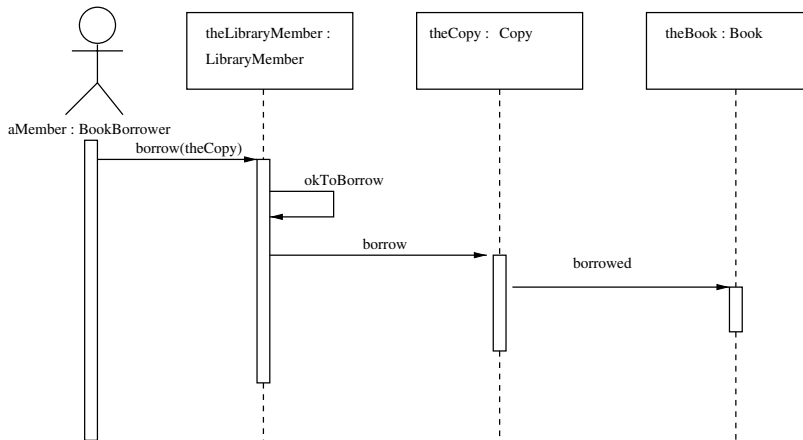 theLibraryMember :
LibraryMember
theCopy : Copy
theBook : Book
aMember : BookBorrower
borrow(theCopy)
okToBorrow
borrow
borrowed